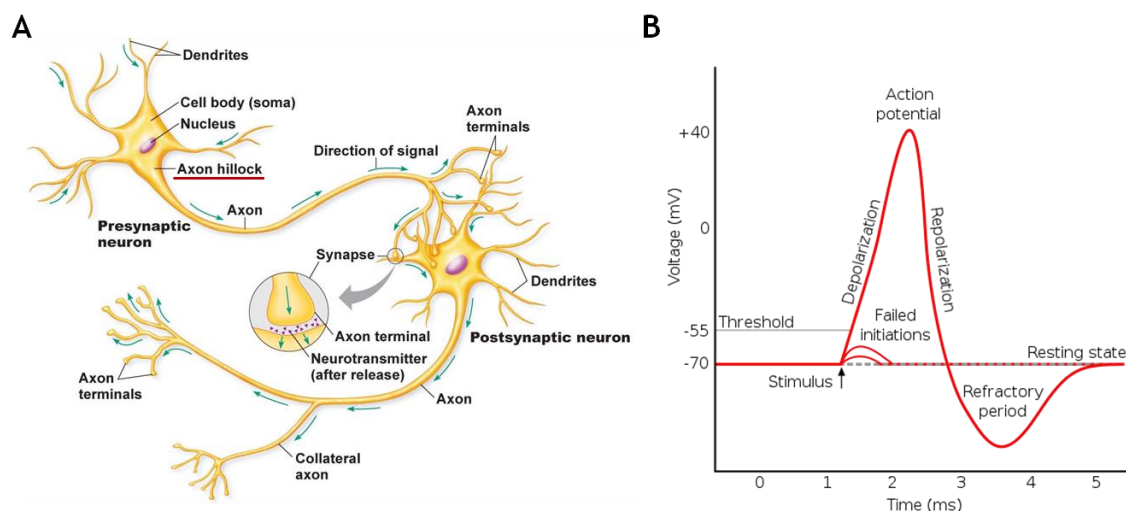 A
Dendrites
Cell body (soma)
Nucleus
Axon hillock
Axon
terminals
Direction of signal
Axon
Presynaptic
neuron
Synapse
Dendrites
Axon terminal
Neurotransmitter
(after release)
Postsynaptic neuron
Axon
terminals
Axon
Collateral
axon
B
Action
potential
+40
Voltage (mV)
0
Depolarization
Repolarization
Threshold
-55
Failed
initiations
-70
Resting state
Stimulus
Refractory
period
0 1 2 3 4 5
Time (ms)